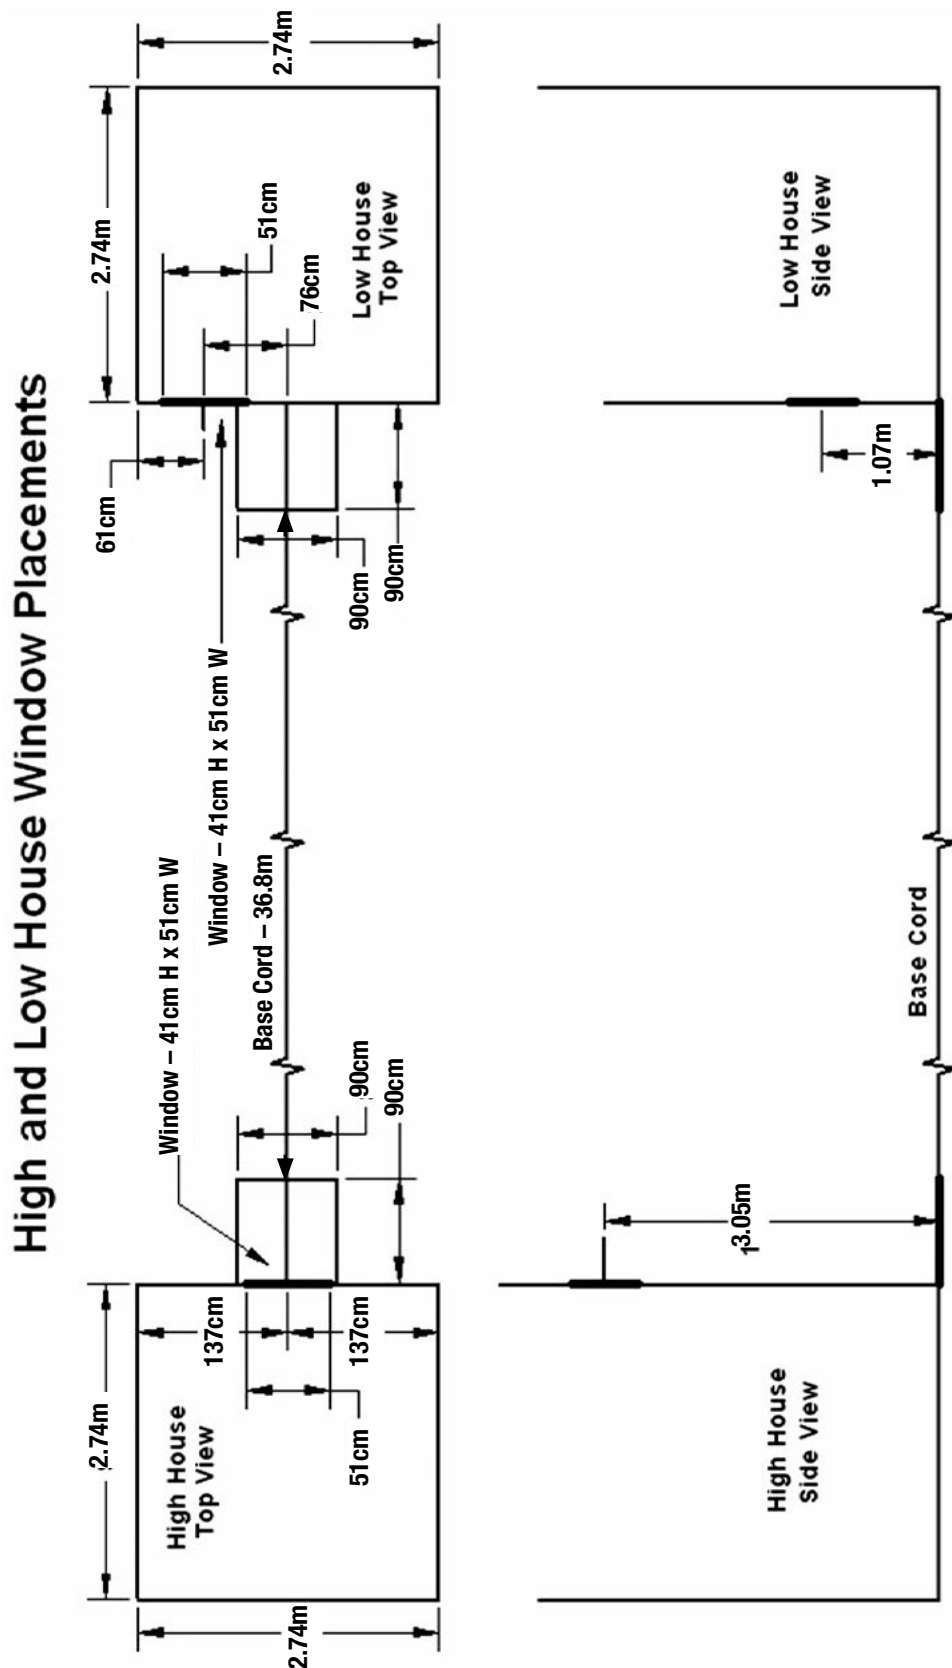 High and Low House Window Placements
2.74m
61cm
2.74m
Window – 41cm H x 51cm W
High House
Top View
137cm
Window – 41cm H x 51cm W
Base Cord – 36.8m
51cm
2.74m
2.74m
76cm
51cm
137cm
90cm
90cm
90cm
90cm
Low House
Top View
3.05m
High House
Side View
Low House
Side View
1.07m
Base Cord